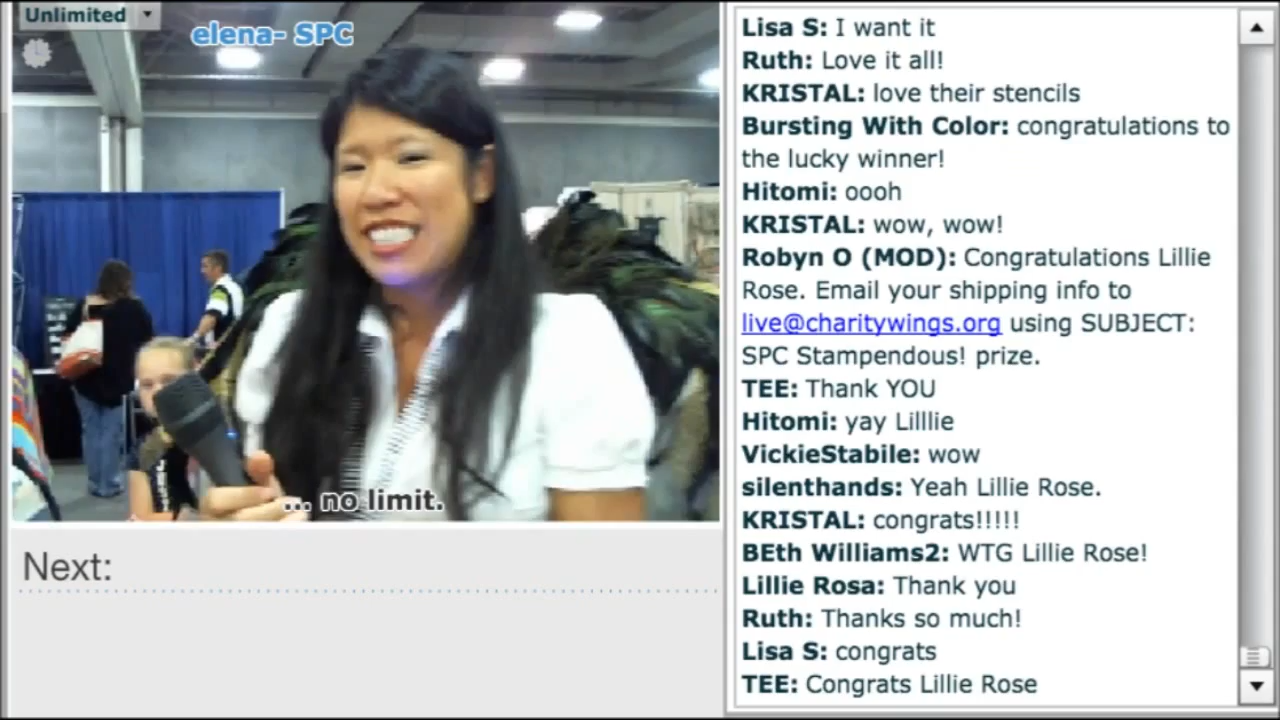 Unlimited
elena- SPC
... no limit.
Next:
Lisa S: I want it
Ruth: Love it all!
KRISTAL: love their stencils
Bursting With Color: congratulations to
the lucky winner!
Hitomi: oooh
KRISTAL: wow, wow!
Robyn O (MOD): Congratulations Lillie
Rose. Email your shipping info to
live@charitywings.org using SUBJECT:
SPC Stampendous! prize.
TEE: Thank YOU
Hitomi: yay Lilllie
VickieStabile: wow
silenthands: Yeah Lillie Rose.
KRISTAL: congrats!!!!!
BEth Williams2: WTG Lillie Rose!
Lillie Rosa: Thank you
Ruth: Thanks so much!
Lisa S: congrats
TEE: Congrats Lillie Rose